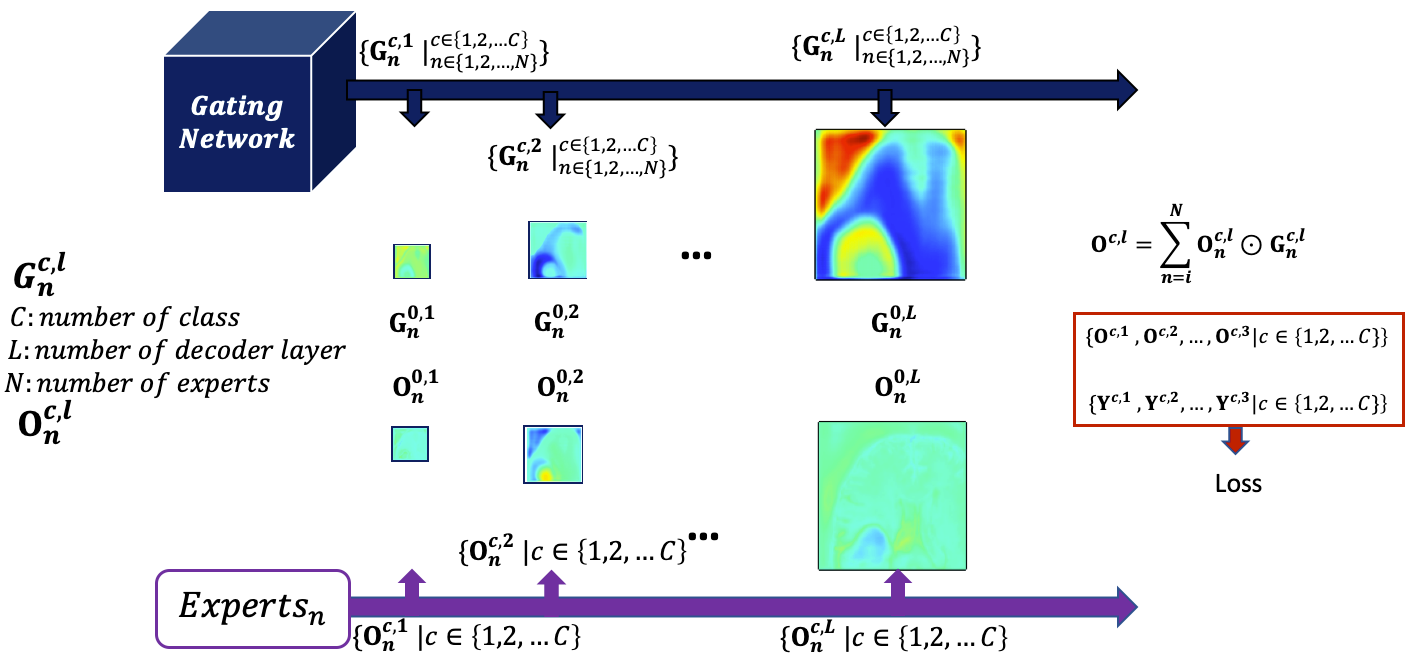 Gating
Network
{G_n^{c,1} |_{n∈{1,2,...,N}}^{c∈{1,2,...C}}}
{G_n^{c,L} |_{n∈{1,2,...,N}}^{c∈{1,2,...C}}}
{G_n^{c,2} |_{n∈{1,2,...,N}}^{c∈{1,2,...C}}}
...
O^{c,l} = ∑_{n=i}^{N} O_n^{c,l} ⊙ G_n^{c,l}
G_n^{c,l}
C: number of class
L: number of decoder layer
N: number of experts
O_n^{c,l}
G_n^{0,1} G_n^{0,2} G_n^{0,L}
O_n^{0,1} O_n^{0,2} O_n^{0,L}
{O^{c,1} , O^{c,2}, ... , O^{c,3}|c ∈ {1,2, ... C}}
{Y^{c,1} , Y^{c,2}, ... , Y^{c,3}|c ∈ {1,2, ... C}}
Loss
{O_n^{c,2} |c ∈ {1,2, ... C}
...
Experts_n
{O_n^{c,1} |c ∈ {1,2, ... C}
{O_n^{c,L} |c ∈ {1,2, ... C}